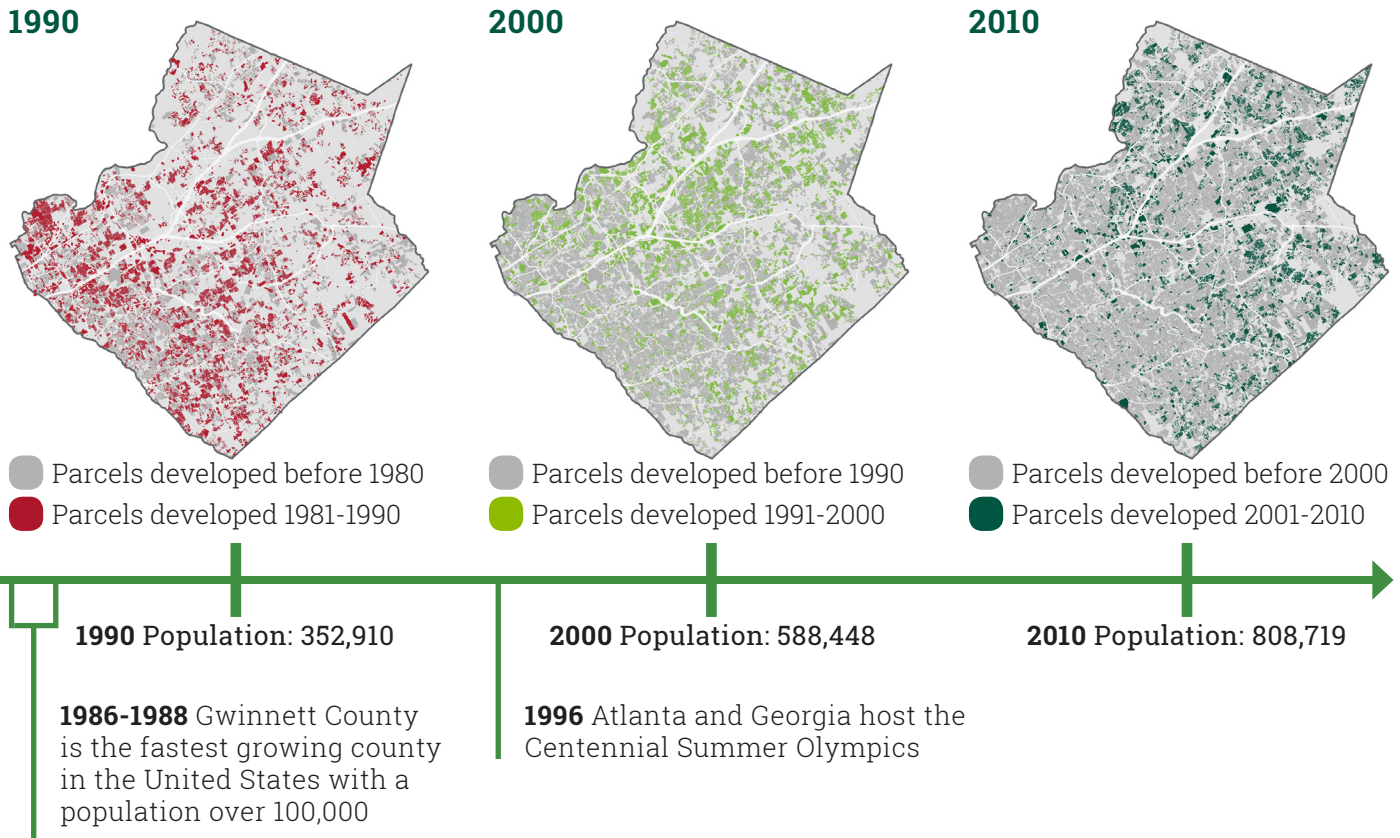 1990
2000
2010
Parcels developed before 1980
Parcels developed 1981-1990
Parcels developed before 1990
Parcels developed 1991-2000
Parcels developed before 2000
Parcels developed 2001-2010
1990 Population: 352,910
2000 Population: 588,448
2010 Population: 808,719
1986-1988 Gwinnett County
is the fastest growing county
in the United States with a
population over 100,000
1996 Atlanta and Georgia host the
Centennial Summer Olympics